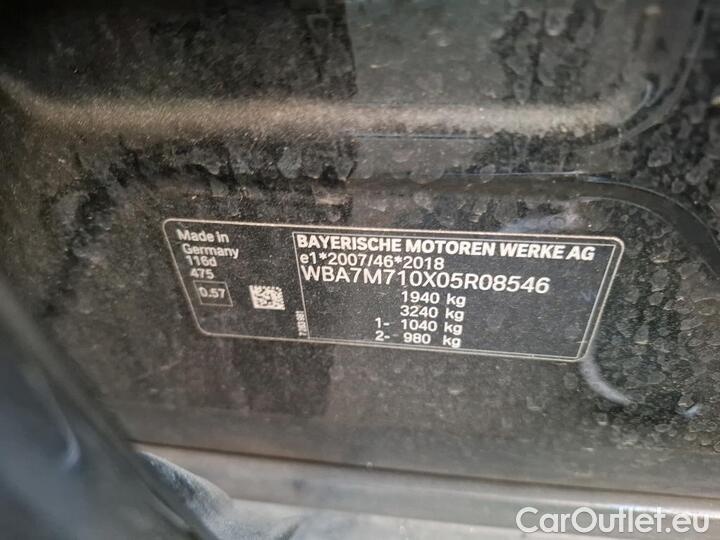 Made in
Germany
116d
475
0.57
BAYERISCHE MOTOREN WERKE AG
e1*2007/46*2018
WBA7M710X05R08546
1940 kg
3240 kg
1- 1040 kg
2- 980 kg
CarOutlet.eu